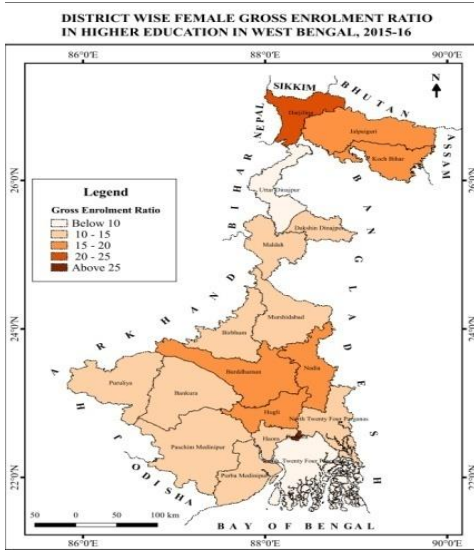 DISTRICT WISE FEMALE GROSS ENROLMENT RATIO
IN HIGHER EDUCATION IN WEST BENGAL, 2015-16
86°0'E
88°0'E
90°0'E
N
SIKKIM
BHUTAN
NEPAL
ASSAM
Jalpaiguri
Koch Bihar
26°0'N
26°0'N
BIHAR
BANGLADESH
Uttar Dinajpur
Dakshin Dinajpur
Maldah
Legend
Gross Enrolment Ratio
Below 10
10 - 15
15 - 20
20 - 25
Above 25
24°0'N
24°0'N
JHARKHAND
Murshidabad
Birbhum
Barddhaman
Nadia
Puruliya
Bankura
Hugli
North Twenty Four Parganas
Haora
Paschim Medinipur
Twenty Four
Purba Medinipur
22°0'N
22°0'N
ODISHA
50 0 50 100 km
BAY OF BENGAL
86°0'E
88°0'E
90°0'E